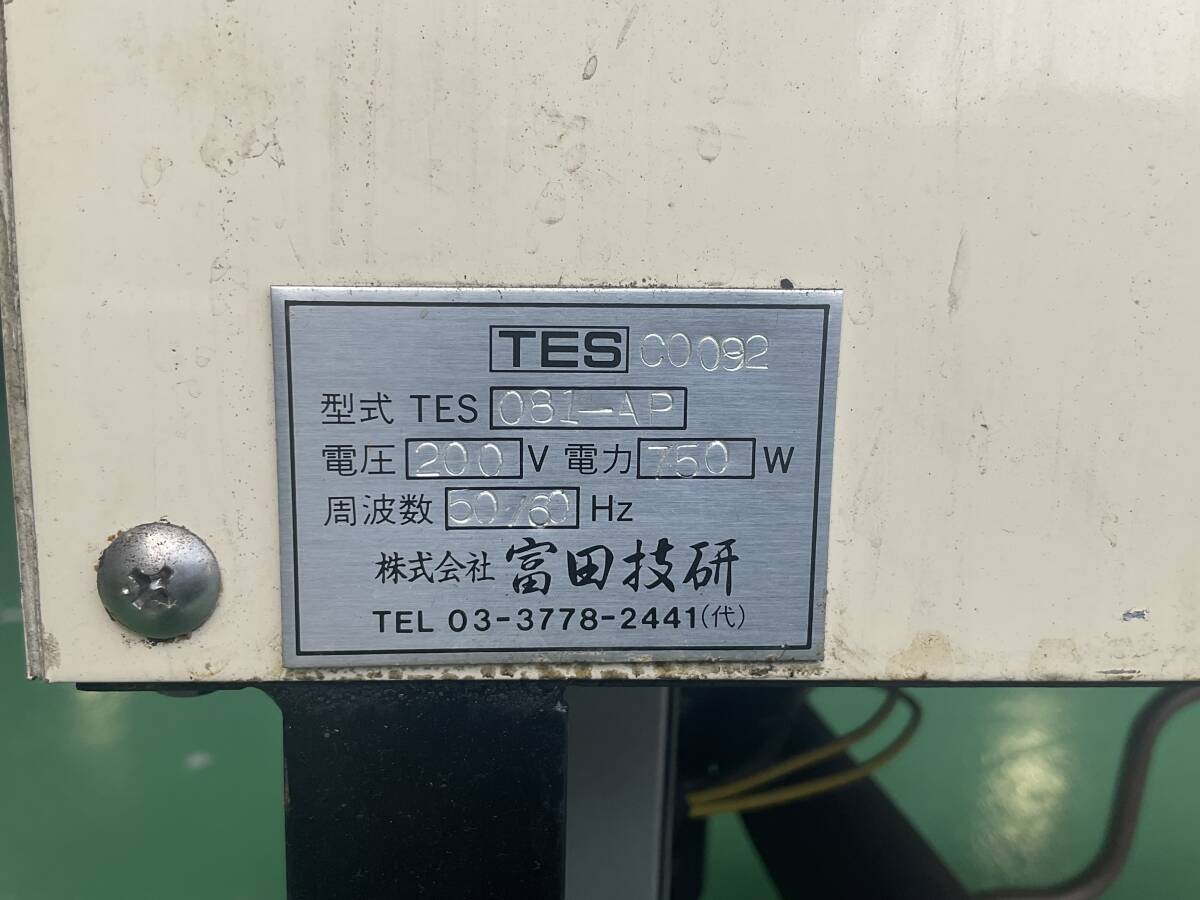 TES C0092
型式 TES 081-AP
電圧 200 V 電力 750 W
周波数 50/60 Hz
株式会社 富田技研
TEL 03-3778-2441(代)